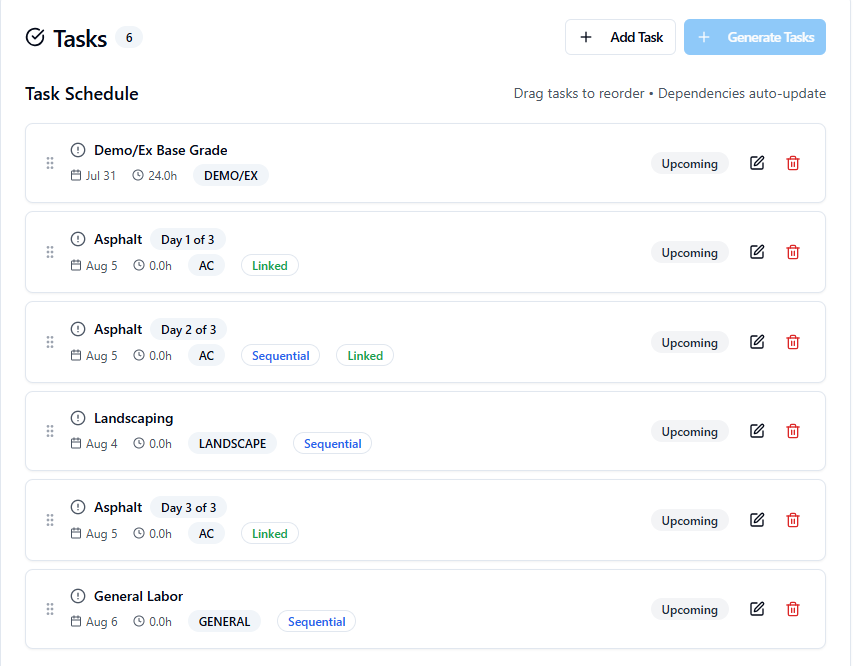 Tasks 6
Add Task
Generate Tasks
Task Schedule
Drag tasks to reorder • Dependencies auto-update
Demo/Ex Base Grade
Jul 31 24.0h DEMO/EX
Upcoming
Asphalt Day 1 of 3
Aug 5 0.0h AC Linked
Upcoming
Asphalt Day 2 of 3
Aug 5 0.0h AC Sequential Linked
Upcoming
Landscaping
Aug 4 0.0h LANDSCAPE Sequential
Upcoming
Asphalt Day 3 of 3
Aug 5 0.0h AC Linked
Upcoming
General Labor
Aug 6 0.0h GENERAL Sequential
Upcoming